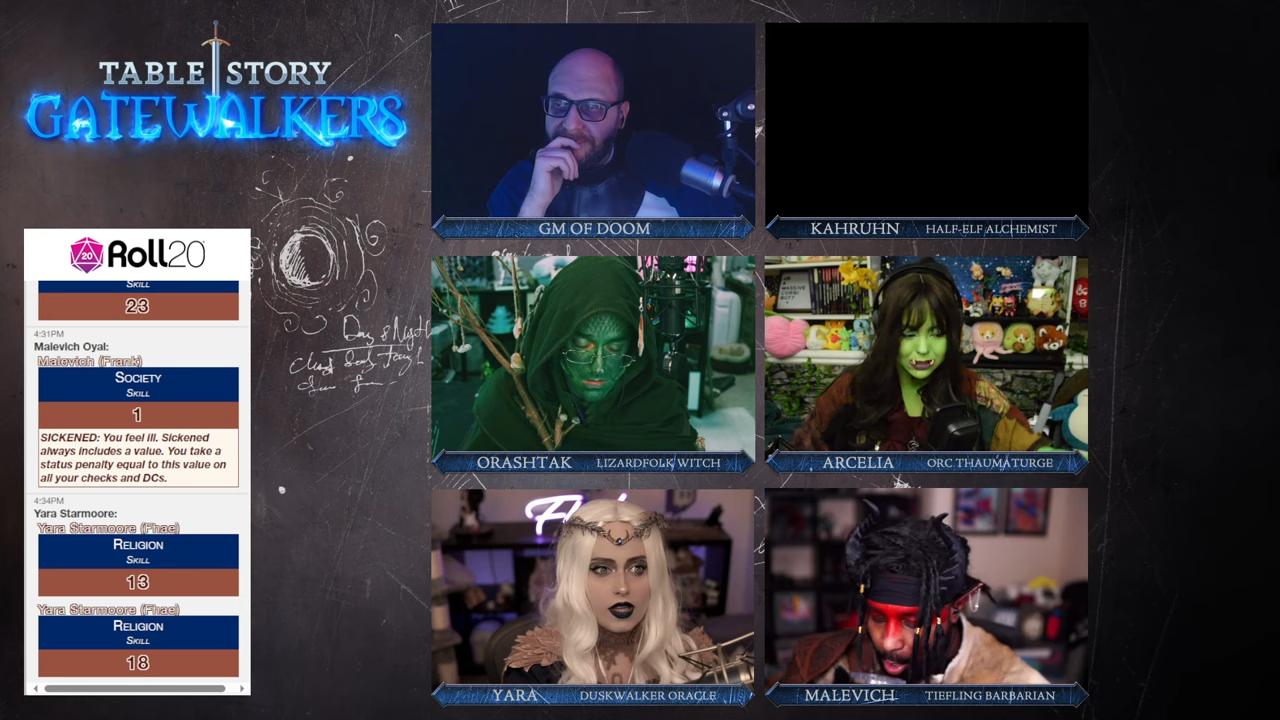 TABLE STORY
GATEWALKERS
20 Roll20
SKILL
23
4:31PM
Malevich Oyal:
Malevich (Frank)
SOCIETY
SKILL
1
SICKENED: You feel ill. Sickened
always includes a value. You take a
status penalty equal to this value on
all your checks and DCs.
4:34PM
Yara Starmoore:
Yara Starmoore (Fhae)
RELIGION
SKILL
13
Yara Starmoore (Fhae)
RELIGION
SKILL
18
GM OF DOOM
KAHRUHN HALF-ELF ALCHEMIST
ORASHTAK LIZARDFOLK WITCH
ARCELIA ORC THAUMATURGE
YARA DUSKWALKER ORACLE
MALEVICH TIEFLING BARBARIAN